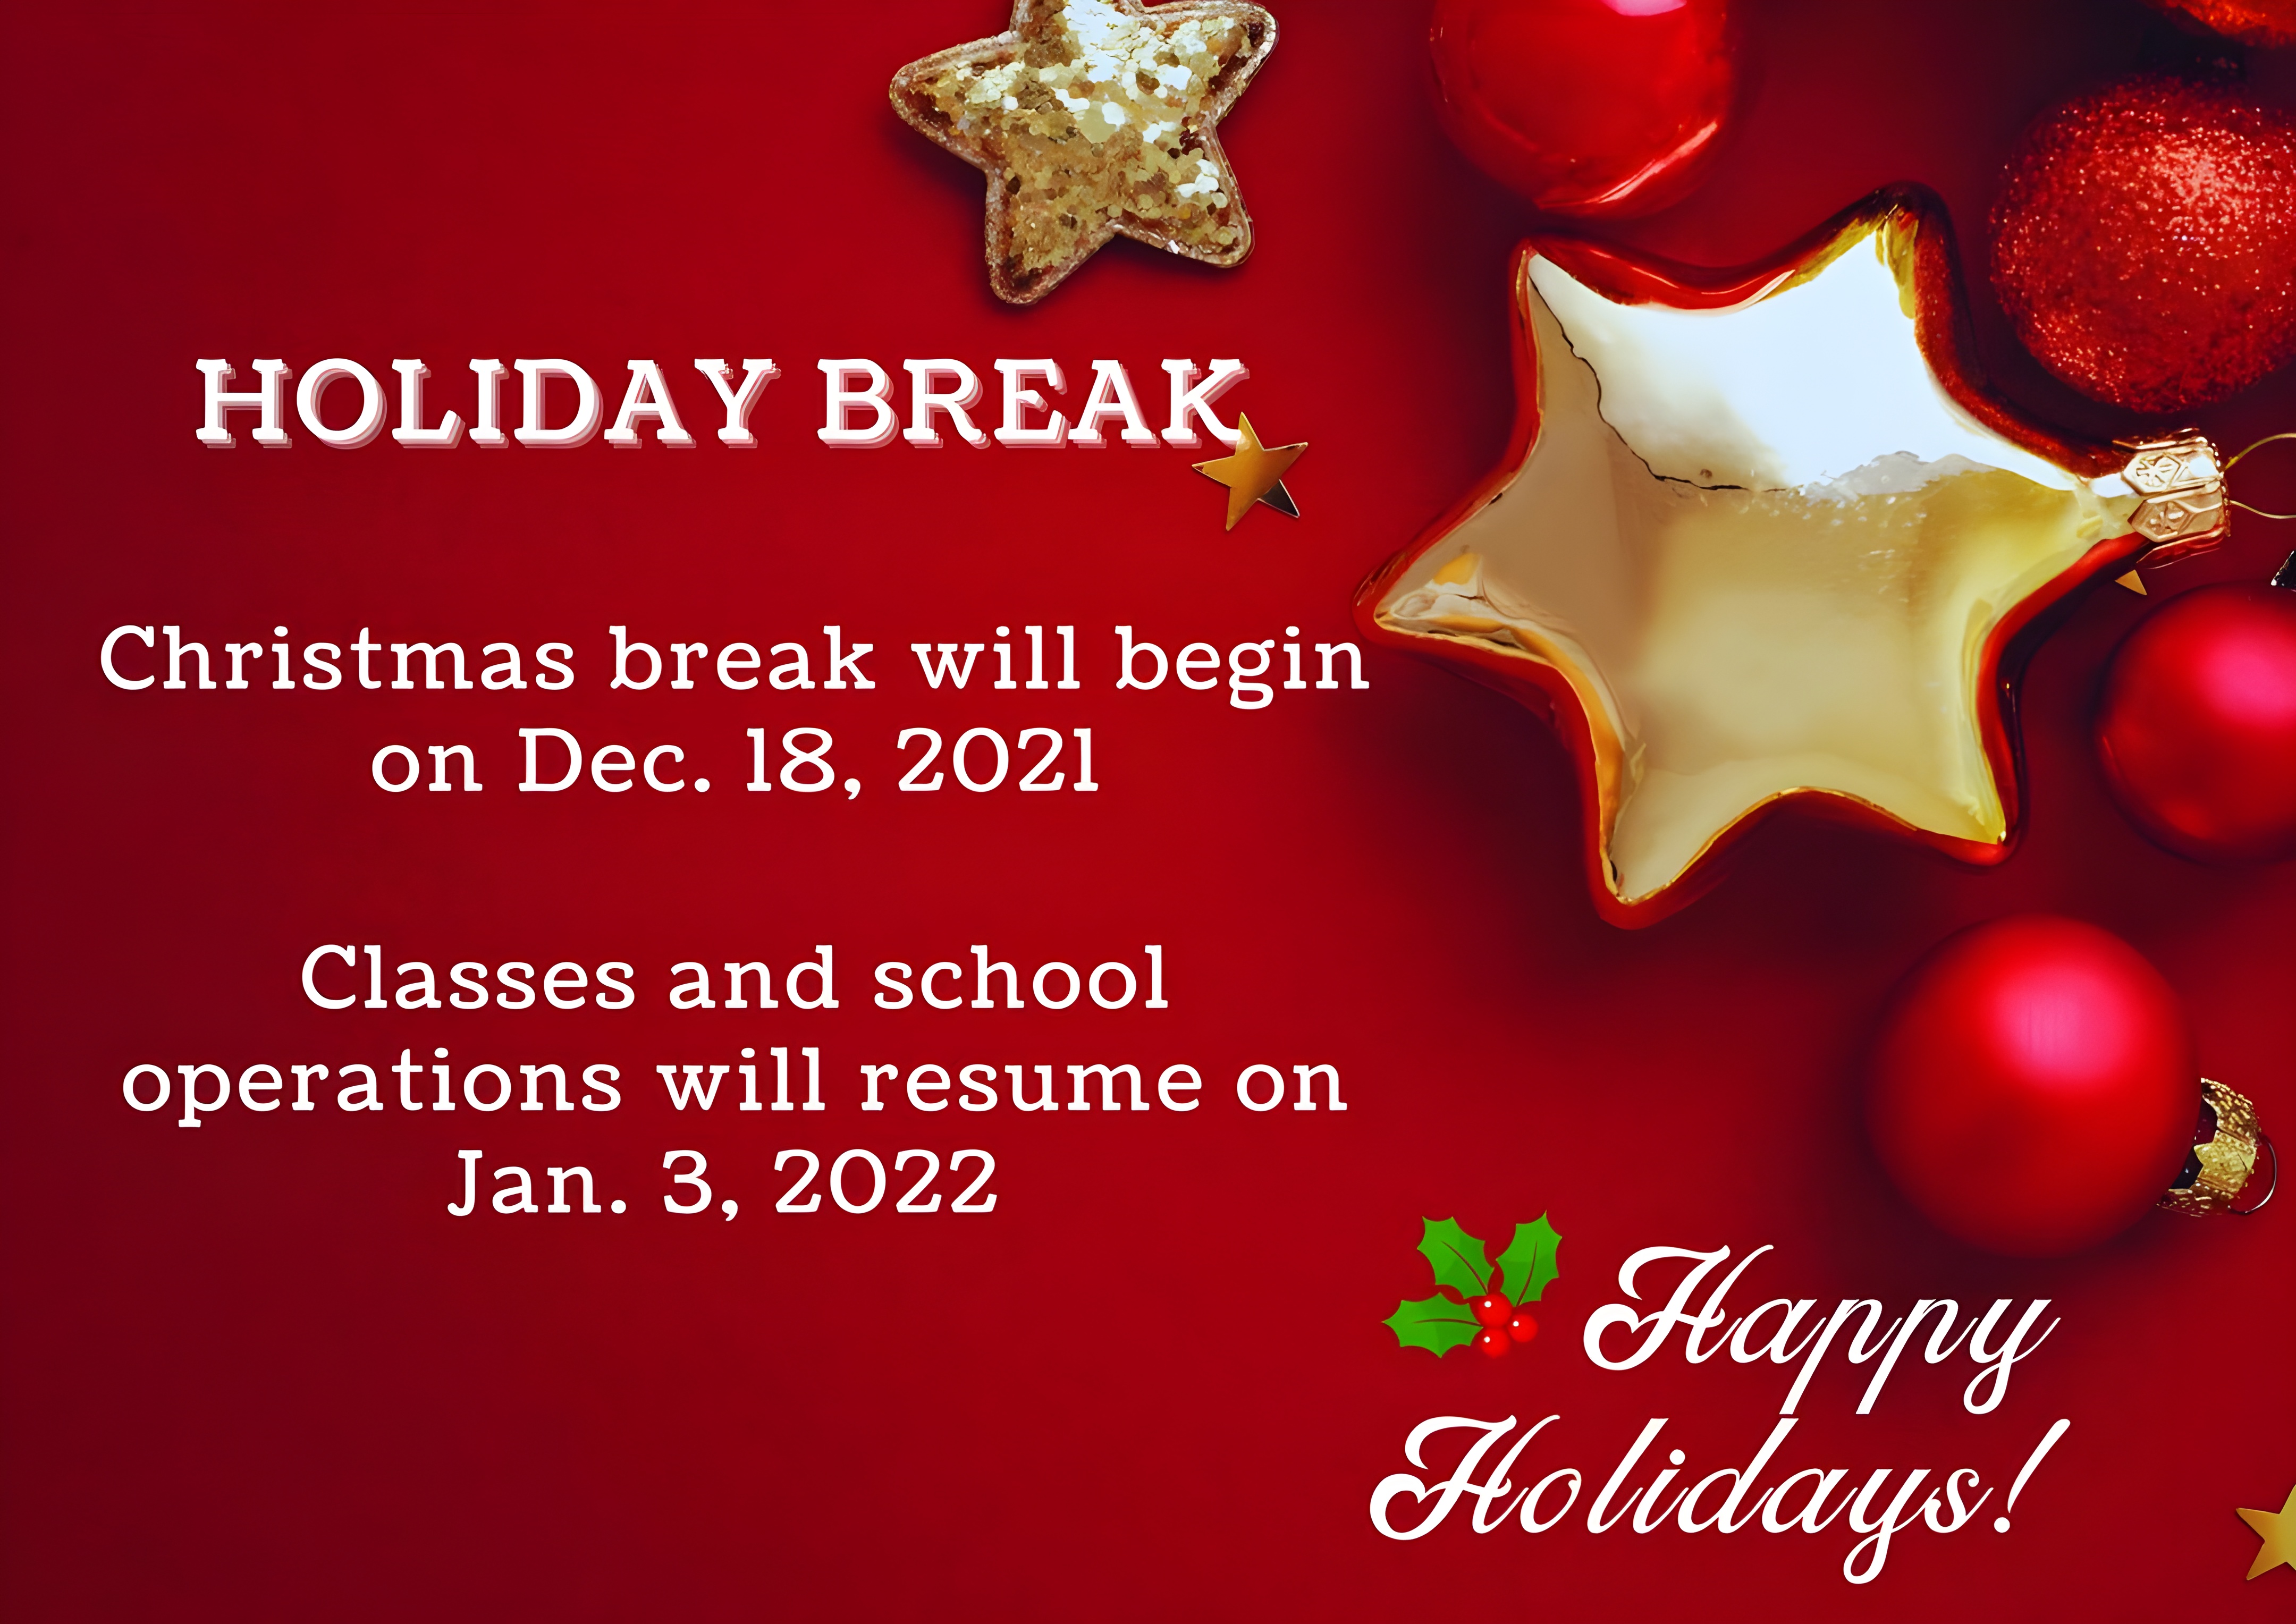 HOLIDAY BREAK
Christmas break will begin
on Dec. 18, 2021
Classes and school
operations will resume on
Jan. 3, 2022
Happy
Holidays!